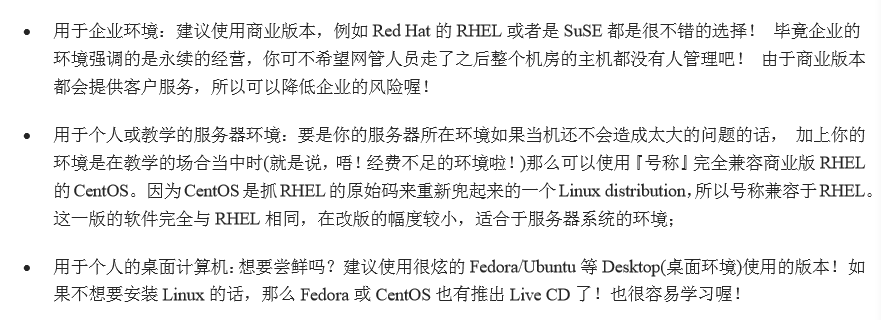 • 用于企业环境：建议使用商业版本，例如 Red Hat 的 RHEL 或者是 SuSE 都是很不错的选择！ 毕竟企业的
环境强调的是永续的经营，你可不希望网管人员走了之后整个机房的主机都没有人管理吧！ 由于商业版本
都会提供客户服务，所以可以降低企业的风险喔！
• 用于个人或教学的服务器环境：要是你的服务器所在环境如果当机还不会造成太大的问题的话， 加上你的
环境是在教学的场合当中时(就是说，唔！经费不足的环境啦！)那么可以使用『号称』完全兼容商业版 RHEL
的 CentOS。因为 CentOS 是抓 RHEL 的原始码来重新兜起来的一个 Linux distribution，所以号称兼容于 RHEL。
这一版的软件完全与 RHEL 相同，在改版的幅度较小，适合于服务器系统的环境；
• 用于个人的桌面计算机：想要尝鲜吗？建议使用很炫的 Fedora/Ubuntu 等 Desktop(桌面环境)使用的版本！如
果不想要安装 Linux 的话，那么 Fedora 或 CentOS 也有推出 Live CD 了！也很容易学习喔！